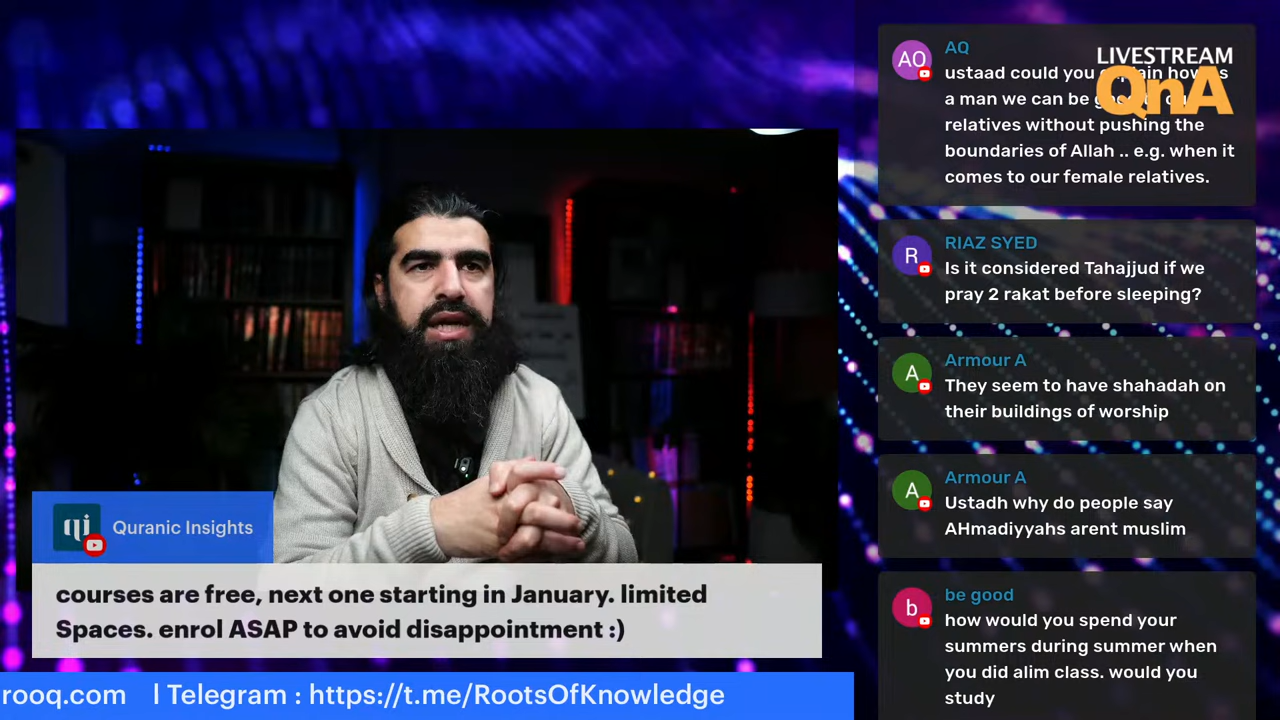 LIVESTREAM
QnA
AQ
AQ
ustaad could you explain how as
a man we can be
relatives without pushing the
boundaries of Allah .. e.g. when it
comes to our female relatives.
R
RIAZ SYED
Is it considered Tahajjud if we
pray 2 rakat before sleeping?
A
Armour A
They seem to have shahadah on
their buildings of worship
A
Armour A
Ustadh why do people say
AHmadiyyahs arent muslim
b
be good
how would you spend your
summers during summer when
you did alim class. would you
study
qi
Quranic Insights
courses are free, next one starting in January. limited
Spaces. enrol ASAP to avoid disappointment :)
rooq.com l Telegram : https://t.me/RootsOfKnowledge